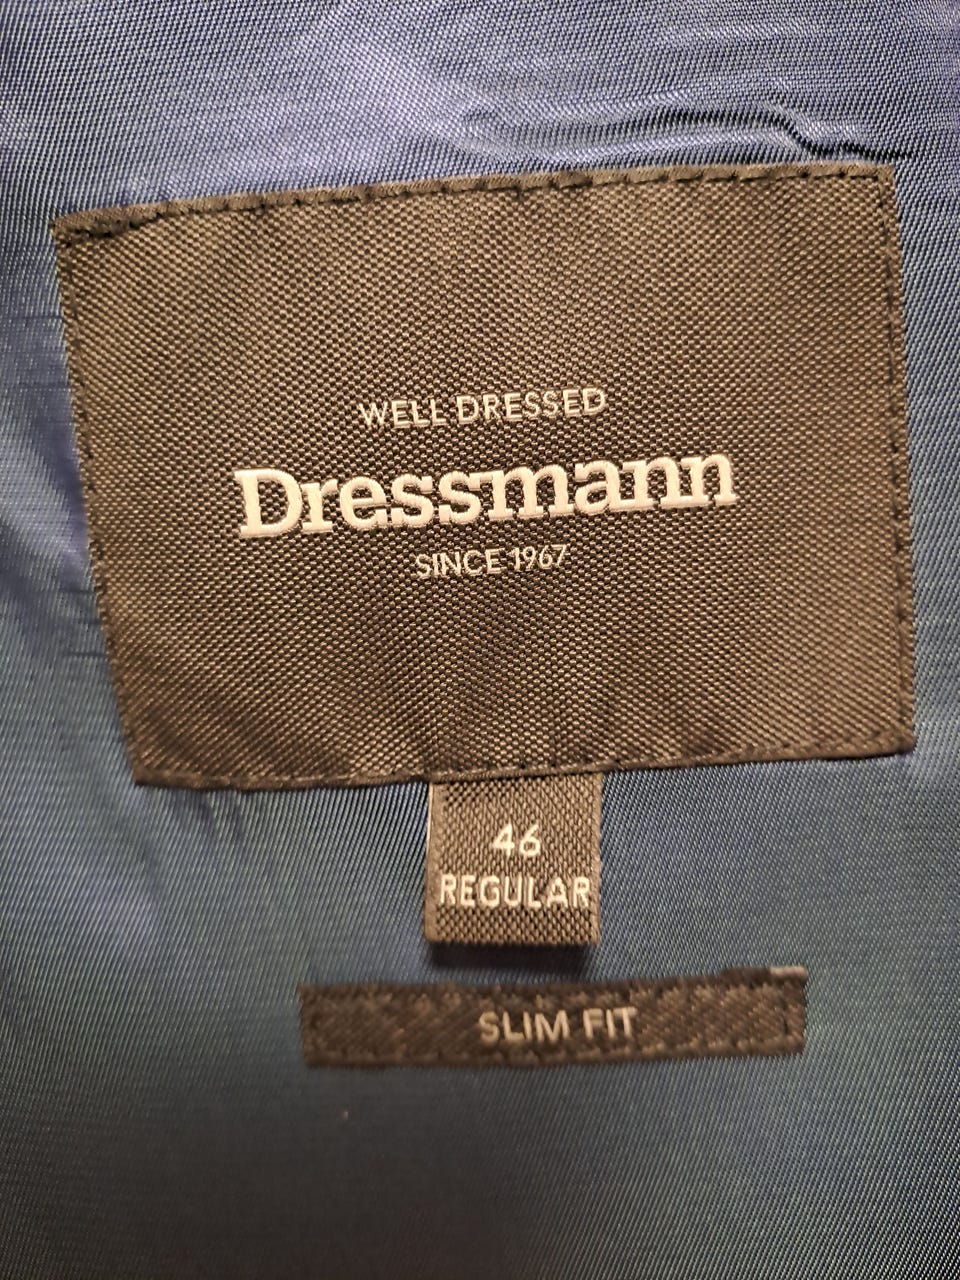 WELL DRESSED
Dressmann
SINCE 1967
46
REGULAR
SLIM FIT